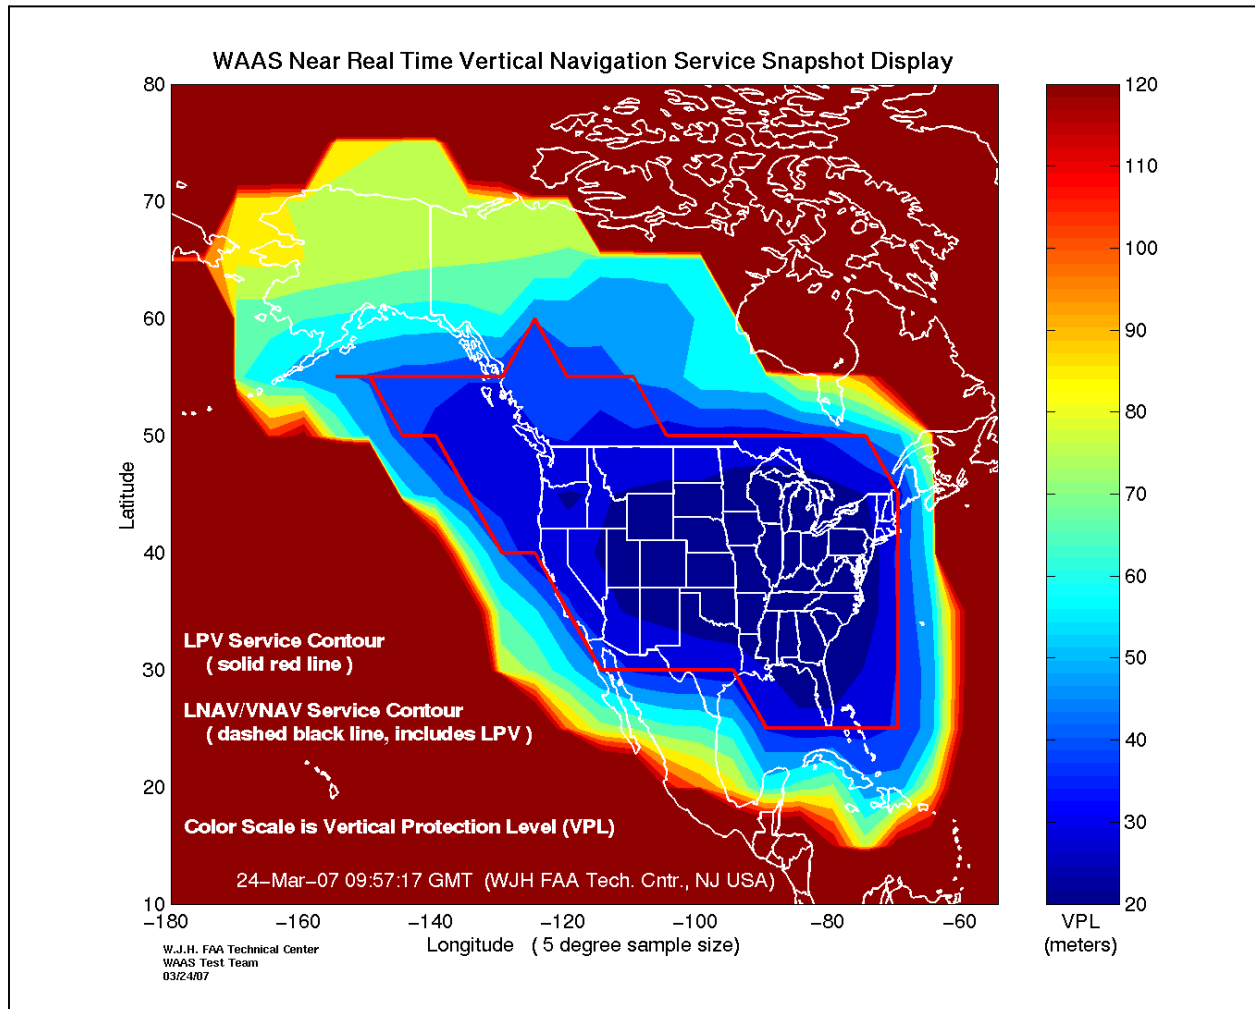 WAAS Near Real Time Vertical Navigation Service Snapshot Display
80
70
60
50
40
30
20
10
Latitude
LPV Service Contour
( solid red line )
LNAV/VNAV Service Contour
( dashed black line, includes LPV )
Color Scale is Vertical Protection Level (VPL)
24-Mar-07 09:57:17 GMT (WJH FAA Tech. Cntr., NJ USA)
-180 -160 -140 -120 -100 -80 -60
Longitude ( 5 degree sample size)
120
110
100
90
80
70
60
50
40
30
20
VPL
(meters)
W.J.H. FAA Technical Center
WAAS Test Team
03/24/07